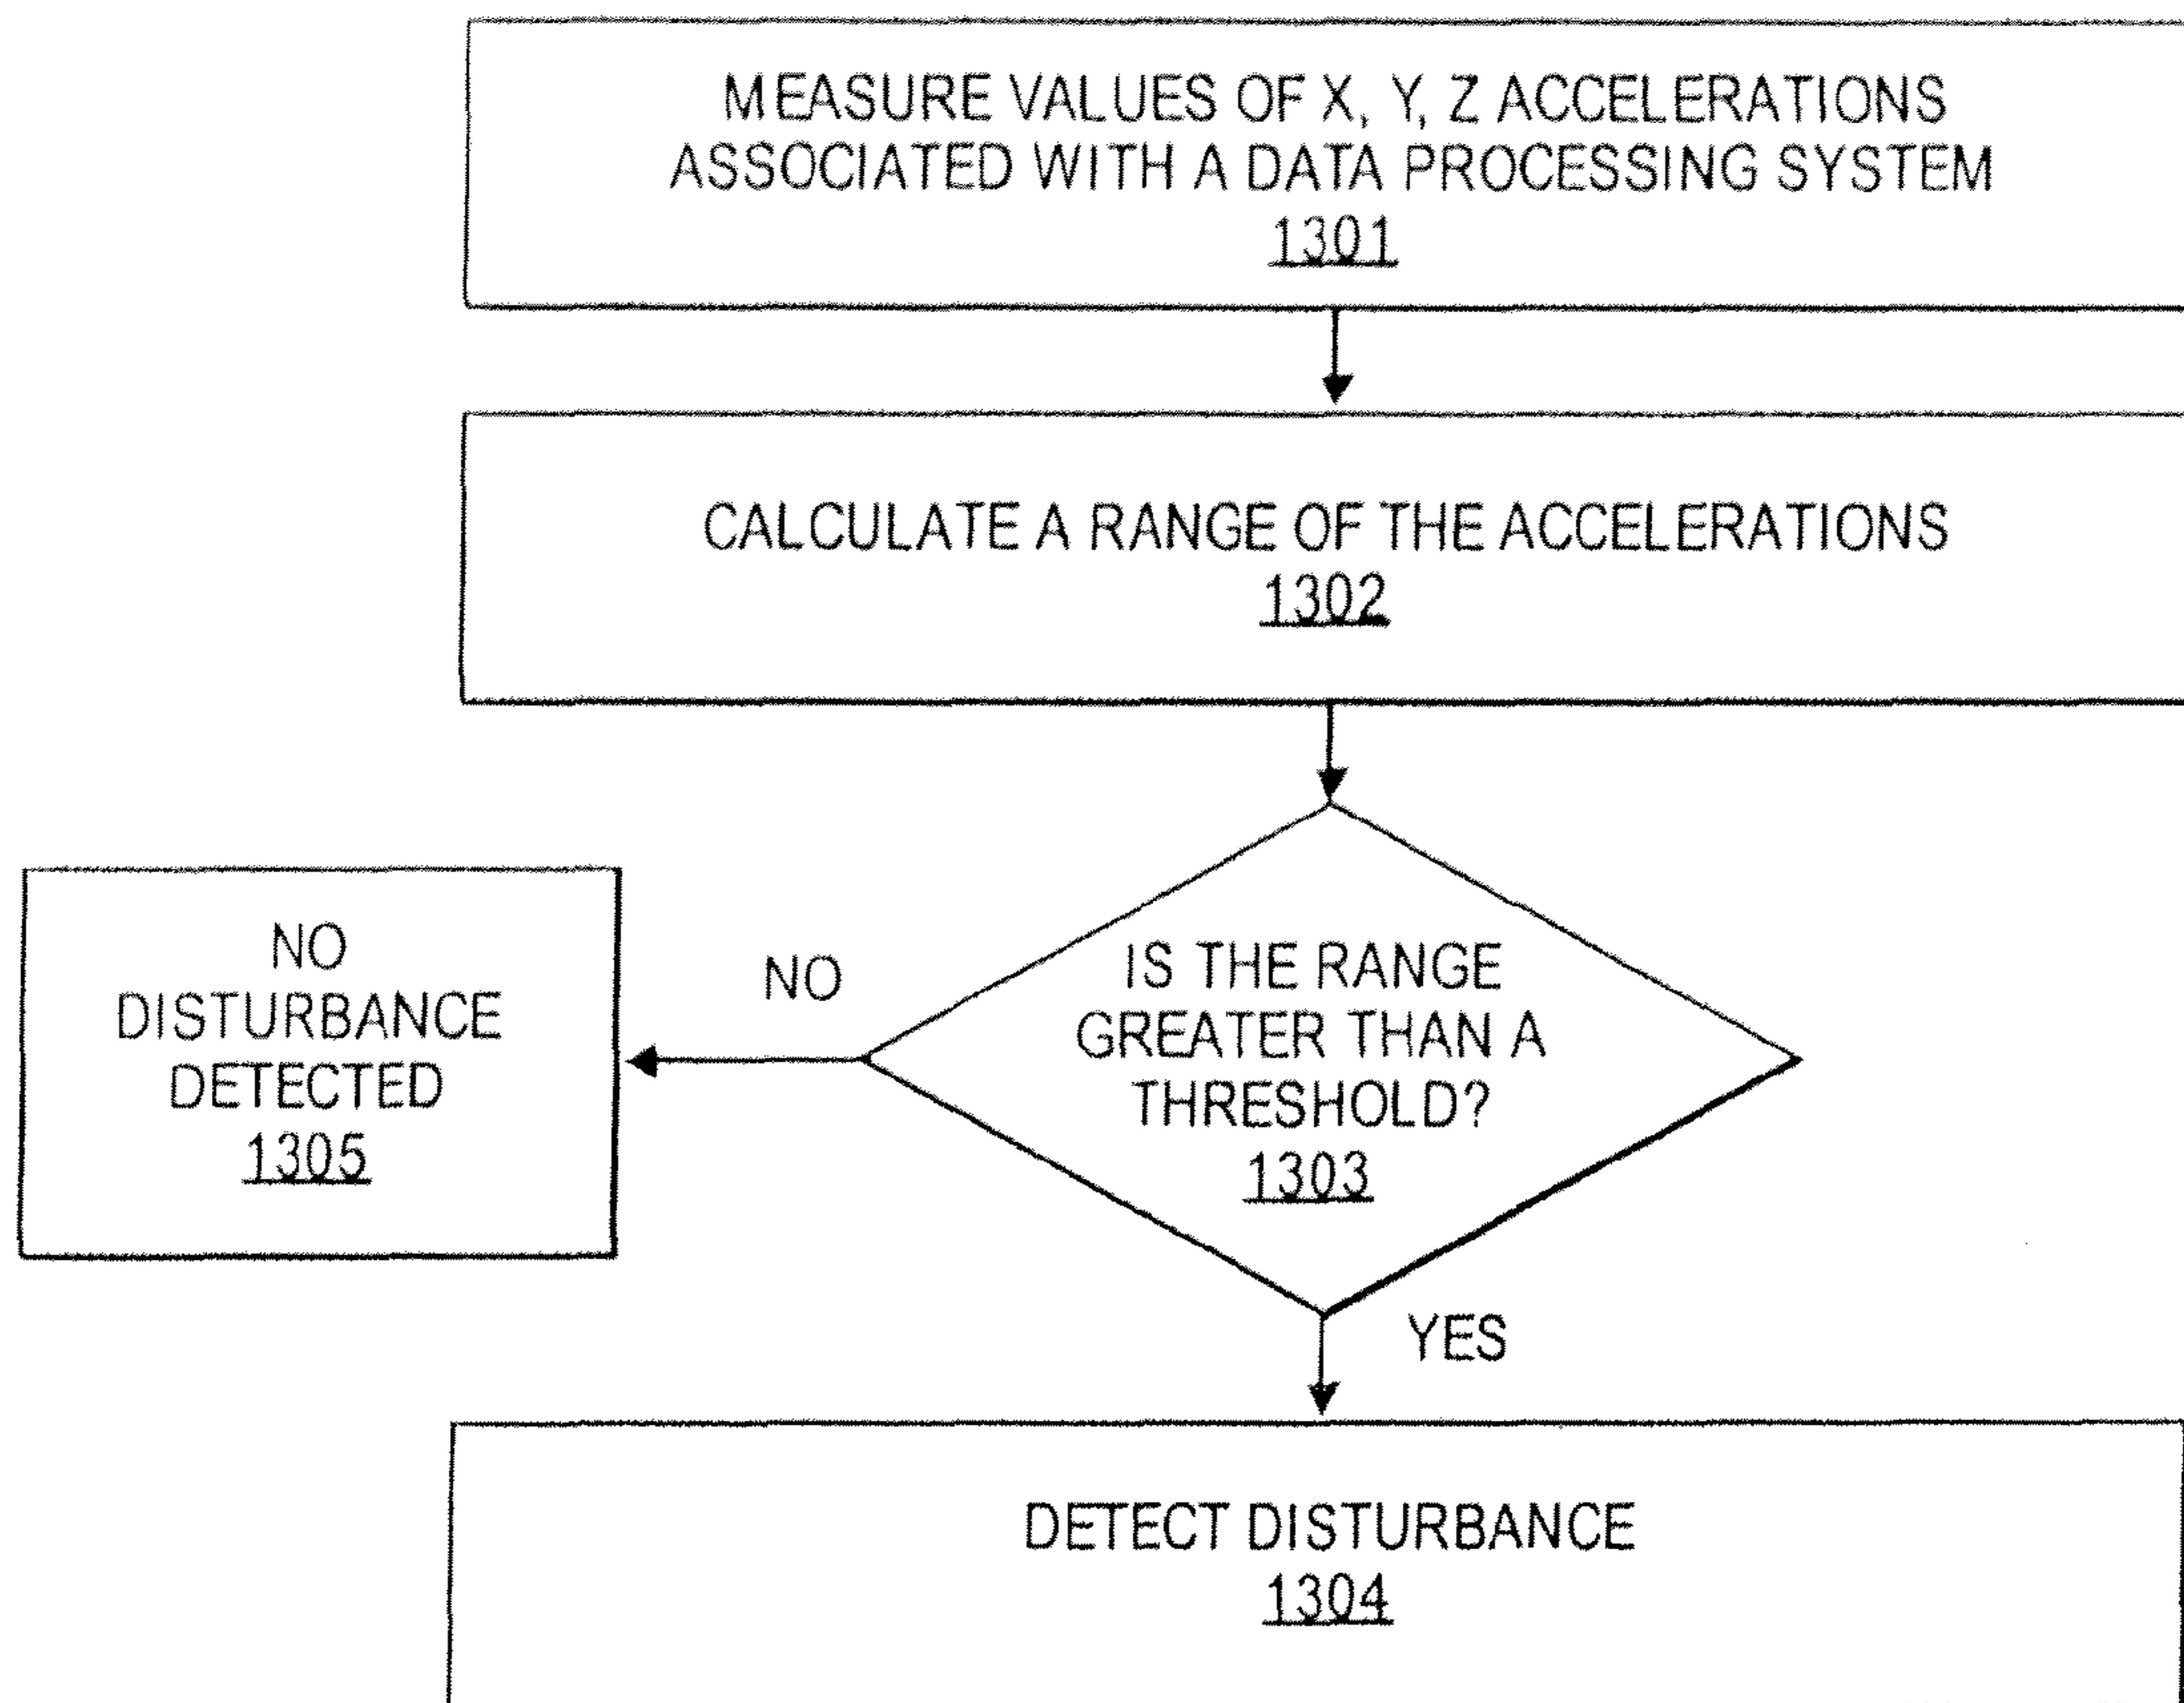 MEASURE VALUES OF X, Y, Z ACCELERATIONS
ASSOCIATED WITH A DATA PROCESSING SYSTEM
1301
CALCULATE A RANGE OF THE ACCELERATIONS
1302
IS THE RANGE
GREATER THAN A
THRESHOLD?
1303
NO
NO
DISTURBANCE
DETECTED
1305
YES
DETECT DISTURBANCE
1304